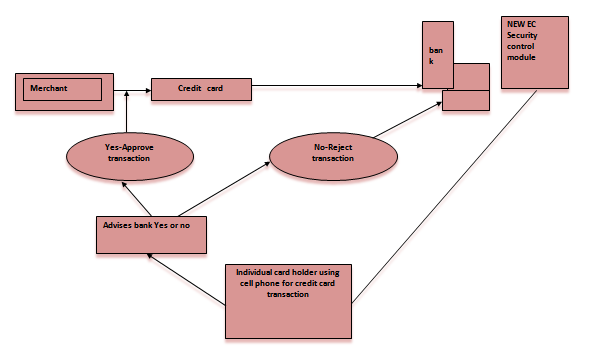 NEW EC
Security
control
module
ban
k
Merchant
Credit card
Yes-Approve
transaction
No-Reject
transaction
Advises bank Yes or no
Individual card holder using
cell phone for credit card
transaction